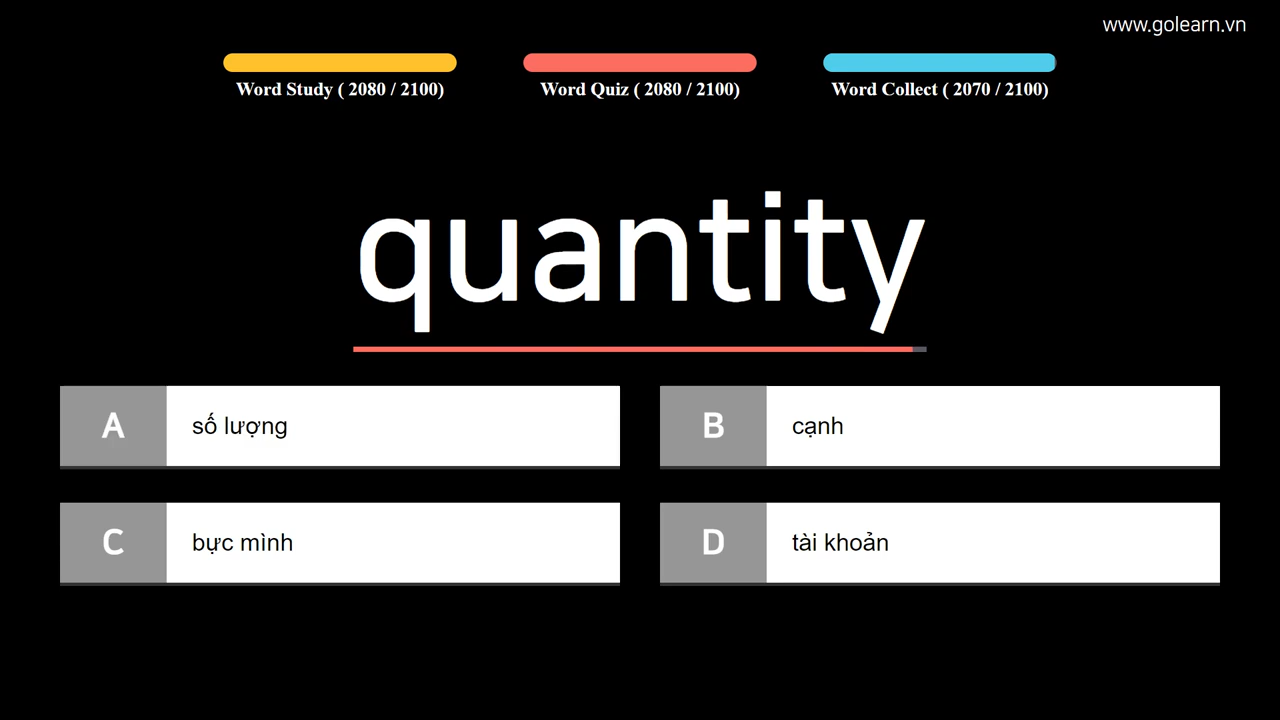 www.golearn.vn
Word Study ( 2080 / 2100)
Word Quiz ( 2080 / 2100)
Word Collect ( 2070 / 2100)
quantity
A số lượng
B cạnh
C bực mình
D tài khoản